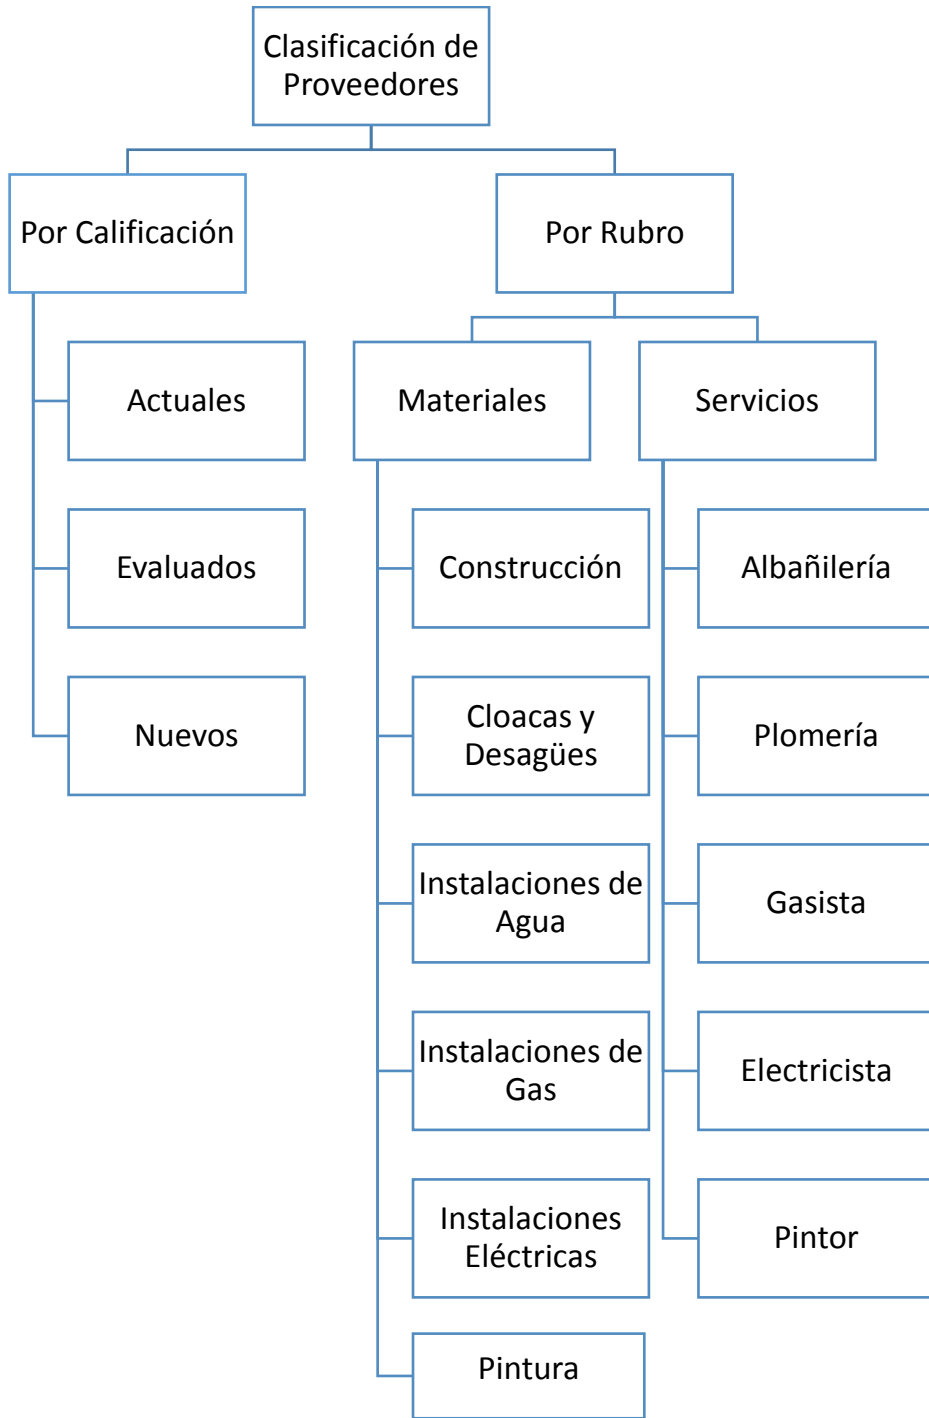 Clasificación de
Proveedores
Por Calificación
Por Rubro
Actuales
Materiales
Servicios
Evaluados
Construcción
Albañilería
Nuevos
Cloacas y
Desagües
Plomería
Instalaciones de
Agua
Gasista
Instalaciones de
Gas
Electricista
Instalaciones
Eléctricas
Pintor
Pintura